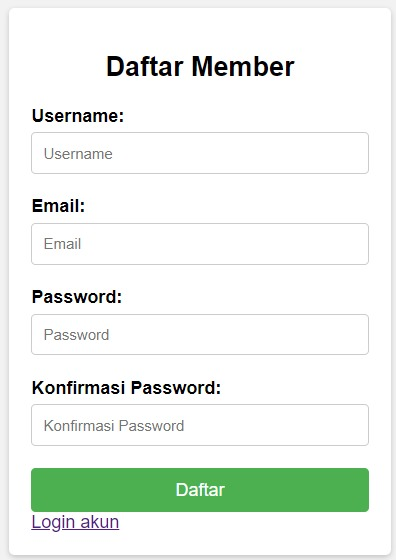 Daftar Member
Username:
Username
Email:
Email
Password:
Password
Konfirmasi Password:
Konfirmasi Password
Daftar
Login akun